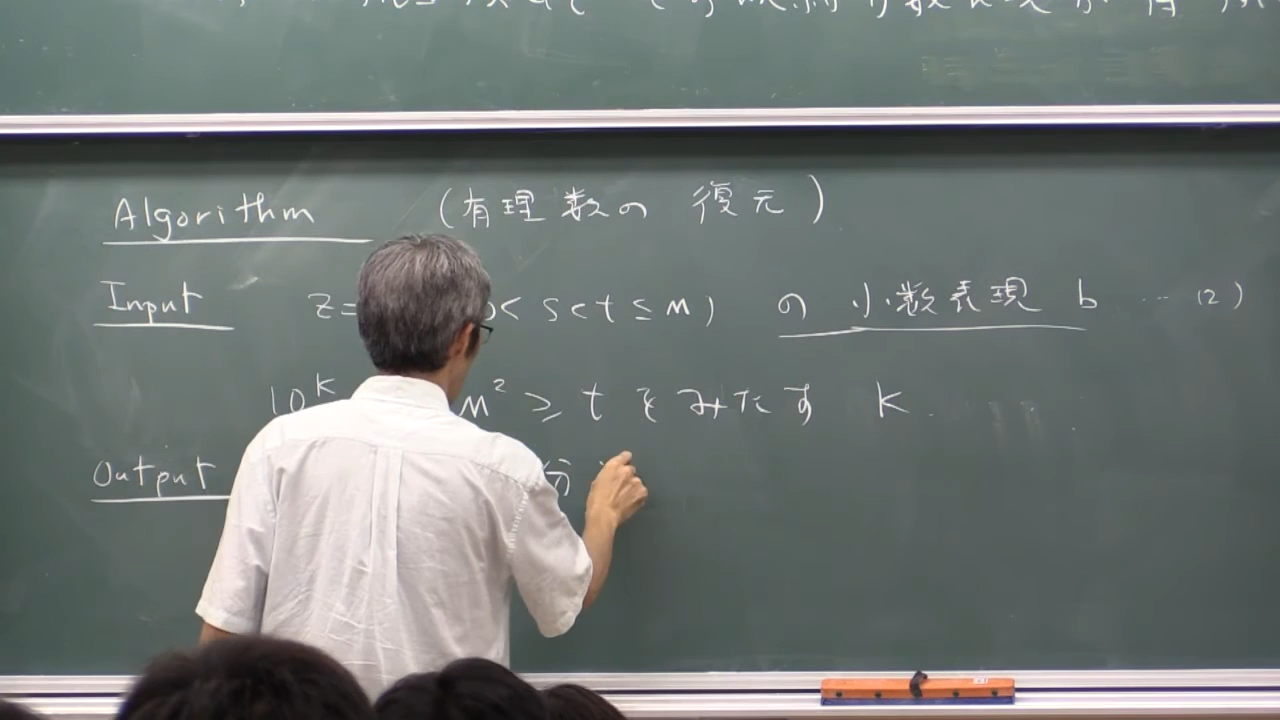 Algorithm (有理数の 復元)
Input z= 0< s<t≦M) の 小数表現 b … (2)
10^K M² ≧ t をみたす K.
Output 分